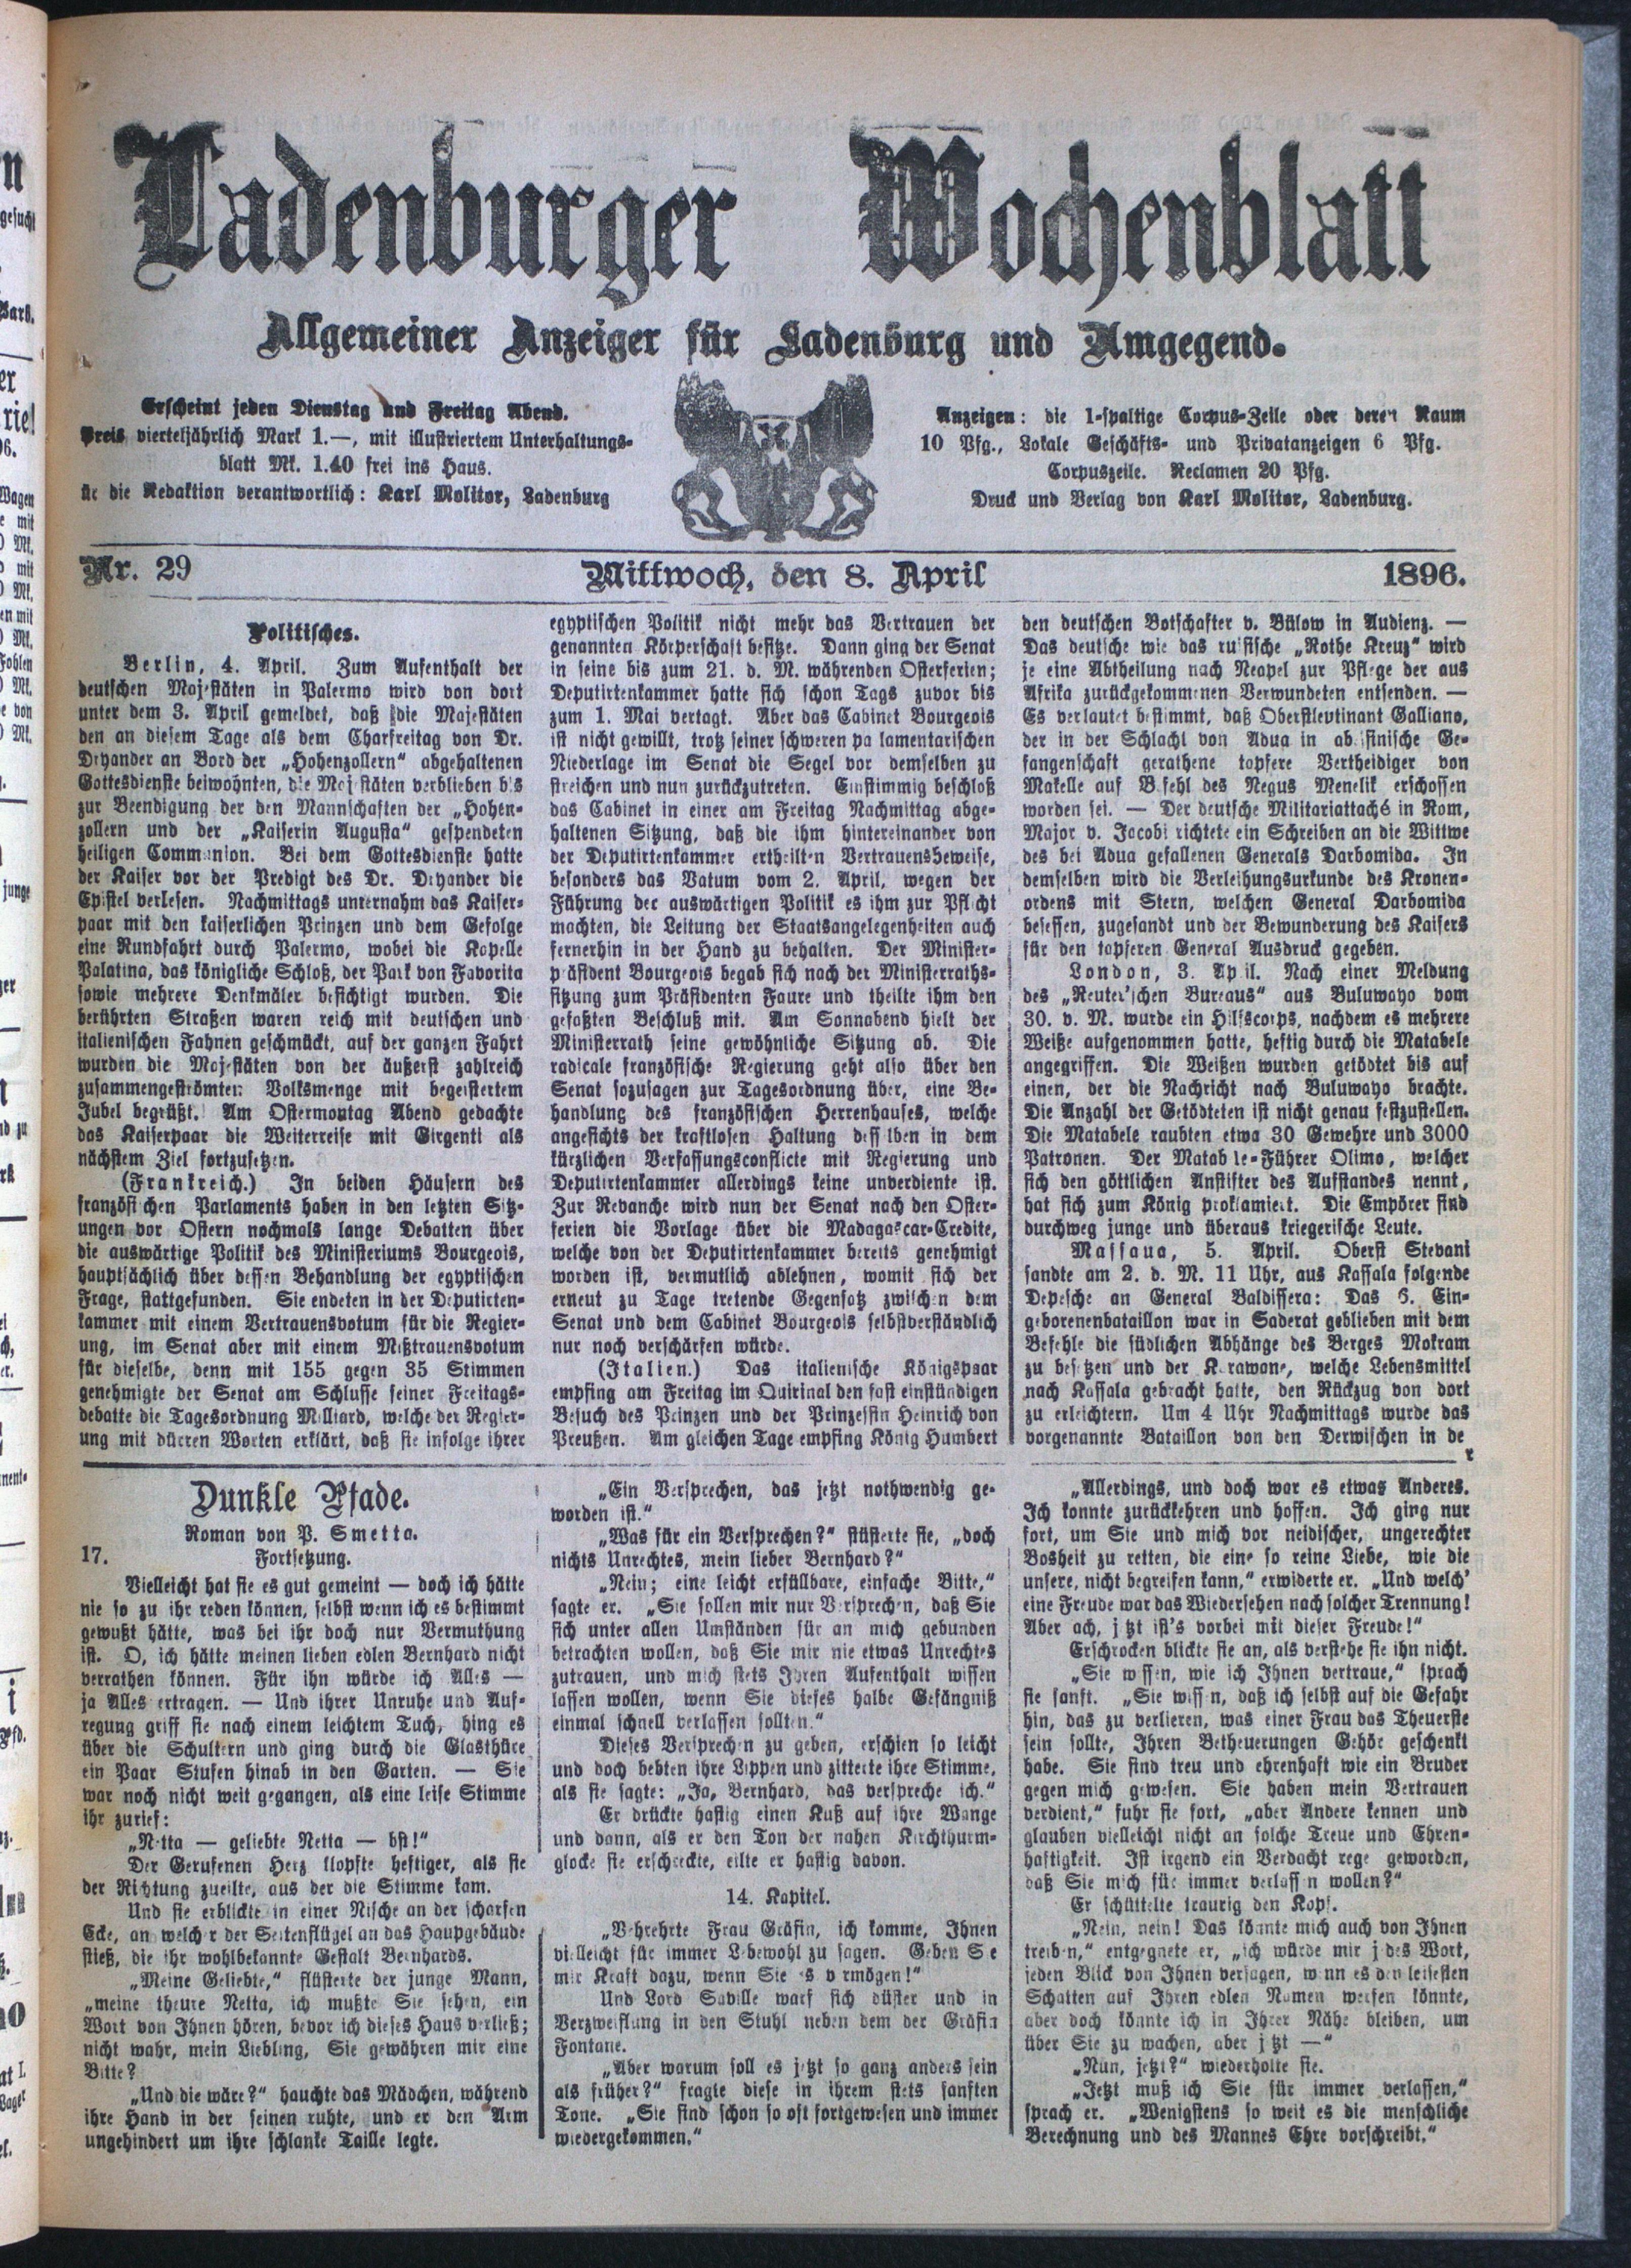 Ladenburger Wochenblatt
Allgemeiner Anzeiger für Ladenburg und Umgegend.
Erscheint jeden Dienstag und Freitag Abend.
Preis vierteljährlich Mark 1.—, mit illustriertem Unterhaltungs-
blatt Mk. 1.40 frei ins Haus.
ür die Redaktion verantwortlich: Karl Molitor, Ladenburg
Anzeigen: die 1-spaltige Corpus-Zeile oder deren Raum
10 Pfg., Lokale Geschäfts- und Privatanzeigen 6 Pfg.
Corpuszeile. Reclamen 20 Pfg.
Druck und Verlag von Karl Molitor, Ladenburg.
Nr. 29
Mittwoch, den 8. April
1896.
Politisches.
Berlin, 4. April. Zum Aufenthalt der
deutschen Majestäten in Palermo wird von dort
unter dem 3. April gemeldet, daß die Majestäten
den an diesem Tage als dem Charfreitag von Dr.
Dryander an Bord der „Hohenzollern“ abgehaltenen
Gottesdienste beiwohnten, die Majestäten verblieben bis
zur Beendigung der den Mannschaften der „Hohen-
zollern und der „Kaiserin Augusta“ gespendeten
heiligen Communion. Bei dem Gottesdienste hatte
der Kaiser vor der Predigt des Dr. Dryander die
Epistel verlesen. Nachmittags unternahm das Kaiser-
paar mit den kaiserlichen Prinzen und dem Gefolge
eine Rundfahrt durch Palermo, wobei die Kapelle
Palatina, das königliche Schloß, der Park von Favorita
sowie mehrere Denkmäler besichtigt wurden. Die
berührten Straßen waren reich mit deutschen und
italienischen Fahnen geschmückt, auf der ganzen Fahrt
wurden die Majestäten von der äußerst zahlreich
zusammengeströmten Volksmenge mit begeistertem
Jubel begrüßt. Am Ostermontag Abend gedachte
das Kaiserpaar die Weiterreise mit Girgenti als
nächstem Ziel fortzusetzen.
(Frankreich.) In beiden Häusern des
französischen Parlaments haben in den letzten Sitz-
ungen vor Ostern nochmals lange Debatten über
die auswärtige Politik des Ministeriums Bourgeois,
hauptsächlich über dessen Behandlung der egyptischen
Frage, stattgefunden. Sie endeten in der Deputirten-
kammer mit einem Vertrauensvotum für die Regier-
ung, im Senat aber mit einem Mißtrauensvotum
für dieselbe, denn mit 155 gegen 35 Stimmen
genehmigte der Senat am Schlusse seiner Freitags-
debatte die Tagesordnung Milliard, welche der Regier-
ung mit dürren Worten erklärt, daß sie infolge ihrer
egyptischen Politik nicht mehr das Vertrauen der
genannten Körperschaft besitze. Dann ging der Senat
in seine bis zum 21. d. M. währenden Osterferien;
Deputirtenkammer hatte sich schon Tags zuvor bis
zum 1. Mai vertagt. Aber das Cabinet Bourgeois
ist nicht gewillt, trotz seiner schweren pa lamentarischen
Niederlage im Senat die Segel vor demselben zu
streichen und nun zurückzutreten. Einstimmig beschloß
das Cabinet in einer am Freitag Nachmittag abge-
haltenen Sitzung, daß die ihm hintereinander von
der Deputirtenkammer ertheilten Vertrauensbeweise,
besonders das Vatum vom 2. April, wegen der
Führung der auswärtigen Politik es ihm zur Pflicht
machten, die Leitung der Staatsangelegenheiten auch
fernerhin in der Hand zu behalten. Der Minister-
präsident Bourgeois begab sich nach der Ministerraths-
sitzung zum Präsidenten Faure und theilte ihm den
gefaßten Beschluß mit. Am Sonnabend hielt der
Ministerrath seine gewöhnliche Sitzung ab. Die
radicale französische Regierung geht also über den
Senat sozusagen zur Tagesordnung über, eine Be-
handlung des französischen Herrenhauses, welche
angesichts der kraftlosen Haltung desselben in dem
kürzlichen Verfassungsconflicte mit Regierung und
Deputirtenkammer allerdings keine unverdiente ist.
Zur Revanche wird nun der Senat nach den Oster-
ferien die Vorlage über die Madagascar-Credite,
welche von der Deputirtenkammer bereits genehmigt
worden ist, vermutlich ablehnen, womit sich der
erneut zu Tage tretende Gegensatz zwischen dem
Senat und dem Cabinet Bourgeois selbstverständlich
nur noch verschärfen würde.
(Italien.) Das italienische Königspaar
empfing am Freitag im Quirinal den fast einständigen
Besuch des Prinzen und der Prinzessin Heinrich von
Preußen. Am gleichen Tage empfing König Humbert
den deutschen Botschafter v. Bülow in Audienz. —
Das deutsche wie das russische „Rothe Kreuz“ wird
je eine Abtheilung nach Neapel zur Pflege der aus
Afrika zurückgekommenen Verwundeten entsenden. —
Es verlautet bestimmt, daß Oberstleutinant Galliano,
der in der Schlacht von Adua in abissinische Ge-
fangenschaft gerathene tapfere Vertheidiger von
Makelle auf Befehl des Negus Menelik erschossen
worden sei. — Der deutsche Militariattaché in Rom,
Major v. Jacobi richtete ein Schreiben an die Wittwe
des bei Adua gefallenen Generals Darbomida. In
demselben wird die Verleihungsurkunde des Kronen-
ordens mit Stern, welchen General Darbomida
besessen, zugesandt und der Bewunderung des Kaisers
für den tapferen General Ausdruck gegeben.
London, 3. April. Nach einer Meldung
des „Reuter'schen Bureaus“ aus Buluwayo vom
30. v. M. wurde ein Hilfscorps, nachdem es mehrere
Weiße aufgenommen hatte, heftig durch die Matabele
angegriffen. Die Weißen wurden getödtet bis auf
einen, der die Nachricht nach Buluwayo brachte.
Die Anzahl der Getödteten ist nicht genau festzustellen.
Die Matabele raubten etwa 30 Gewehre und 3000
Patronen. Der Matabele-Führer Olimo, welcher
sich den göttlichen Anstifter des Aufstandes nennt,
hat sich zum König proklamiert. Die Empörer sind
durchweg junge und überaus kriegerische Leute.
Massaua, 5. April. Oberst Stevani
sandte am 2. d. M. 11 Uhr, aus Kassala folgende
Depesche an General Baldissera: Das 6. Ein-
geborenenbataillon war in Saderat geblieben mit dem
Befehle die südlichen Abhänge des Berges Mokram
zu besetzen und der Karawane, welche Lebensmittel
nach Kassala gebracht hatte, den Rückzug von dort
zu erleichtern. Um 4 Uhr Nachmittags wurde das
vorgenannte Bataillon von den Derwischen in de
r
Dunkle Pfade.
Roman von P. Smetta.
17. Fortsetzung.
Vielleicht hat sie es gut gemeint — doch ich hätte
nie so zu ihr reden können, selbst wenn ich es bestimmt
gewußt hätte, was bei ihr doch nur Vermuthung
ist. O, ich hätte meinen lieben edlen Bernhard nicht
verrathen können. Für ihn würde ich Alles —
ja Alles ertragen. — Und ihrer Unruhe und Auf-
regung griff sie nach einem leichtem Tuch, hing es
über die Schultern und ging durch die Glasthüre
ein Paar Stufen hinab in den Garten. — Sie
war noch nicht weit gegangen, als eine leise Stimme
ihr zurief:
„Netta — geliebte Netta — bst!“
Der Gerufenen Herz klopfte heftiger, als sie
der Richtung zueilte, aus der die Stimme kam.
Und sie erblickte in einer Nische an der scharfen
Ecke, an welcher der Seitenflügel an das Haupgebäude
stieß, die ihr wohlbekannte Gestalt Bernhards.
„Meine Geliebte,“ flüsterte der junge Mann,
„meine theure Netta, ich mußte Sie sehen, ein
Wort von Ihnen hören, bevor ich dieses Haus verließ;
nicht wahr, mein Liebling, Sie gewähren mir eine
Bitte?
„Und die wäre?“ hauchte das Mädchen, während
ihre Hand in der seinen ruhte, und er den Arm
ungehindert um ihre schlanke Taille legte.
„Ein Versprechen, das jetzt nothwendig ge-
worden ist.“
„Was für ein Versprechen?“ flüsterte sie, „doch
nichts Unrechtes, mein lieber Bernhard?“
„Nein; eine leicht erfüllbare, einfache Bitte,“
sagte er. „Sie sollen mir nur Versprechen, daß Sie
sich unter allen Umständen für an mich gebunden
betrachten wollen, daß Sie mir nie etwas Unrechtes
zutrauen, und mich stets Ihren Aufenthalt wissen
lassen wollen, wenn Sie dieses halbe Gefängniß
einmal schnell verlassen sollten.“
Dieses Versprechen zu geben, erschien so leicht
und doch bebten ihre Lippen und zitterte ihre Stimme,
als sie sagte: „Ja, Bernhard, das verspreche ich.“
Er drückte hastig einen Kuß auf ihre Wange
und dann, als er den Ton der nahen Kirchthurm-
glocke sie erschreckte, eilte er hastig davon.
14. Kapitel.
„Verehrte Frau Gräfin, ich komme, Ihnen
vielleicht für immer Lebewohl zu sagen. Geben Sie
mir Kraft dazu, wenn Sie es vermögen!“
Und Lord Saville warf sich düster und in
Verzweiflung in den Stuhl neben dem der Gräfin
Fontane.
„Aber warum soll es jetzt so ganz anders sein
als früher?“ fragte diese in ihrem stets sanften
Tone. „Sie sind schon so oft fortgewesen und immer
wiedergekommen.“
„Allerdings, und doch war es etwas Anderes.
Ich konnte zurückkehren und hoffen. Ich ging nur
fort, um Sie und mich vor neidischer, ungerechter
Bosheit zu retten, die eine so reine Liebe, wie die
unsere, nicht begreifen kann,“ erwiderte er. „Und welch'
eine Freude war das Wiedersehen nach solcher Trennung!
Aber ach, jetzt ist's vorbei mit dieser Freude!“
Erschrocken blickte sie an, als verstehe sie ihn nicht.
„Sie wissen, wie ich Ihnen vertraue,“ sprach
sie sanft. „Sie wissen, daß ich selbst auf die Gefahr
hin, das zu verlieren, was einer Frau das Theuerste
sein sollte, Ihren Betheuerungen Gehör geschenkt
habe. Sie sind treu und ehrenhaft wie ein Bruder
gegen mich gewesen. Sie haben mein Vertrauen
verdient,“ fuhr sie fort, „aber Andere kennen und
glauben vielleicht nicht an solche Treue und Ehren-
haftigkeit. Ist irgend ein Verdacht rege geworden,
daß Sie mich für immer verlassen wollen?“
Er schüttelte traurig den Kopf.
„Nein, nein! Das könnte mich auch von Ihnen
treiben,“ entgegnete er, „ich würde mir jedes Wort,
jeden Blick von Ihnen versagen, wenn es den leisesten
Schatten auf Ihren edlen Namen werfen könnte,
aber doch könnte ich in Ihrer Nähe bleiben, um
über Sie zu wachen, aber jetzt —“
„Nun, jetzt?“ wiederholte sie.
„Jetzt muß ich Sie für immer verlassen,“
sprach er. „Wenigstens so weit es die menschliche
Berechnung und des Mannes Ehre vorschreibt.“